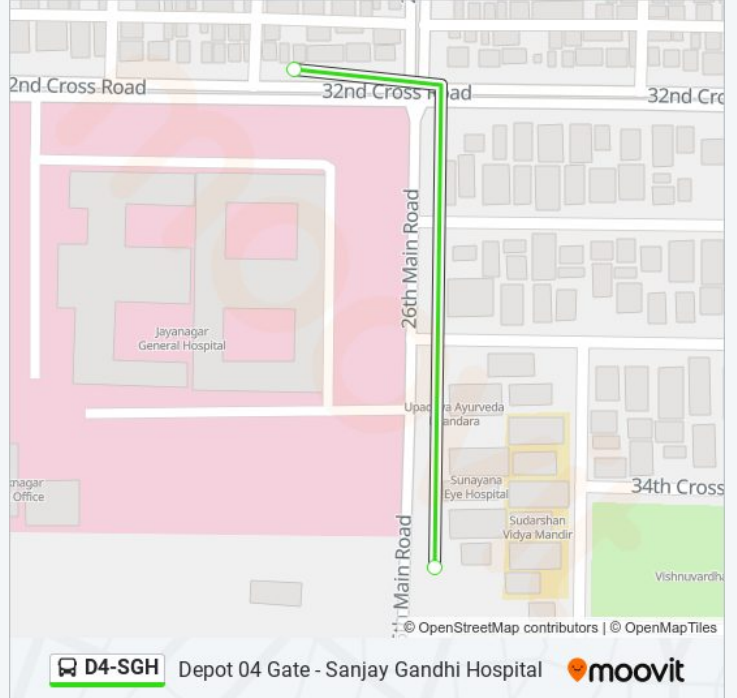 2nd Cross Road
32nd Cross Road
32nd Cro
26th Main Road
Jayanagar
General Hospital
Ayurveda
Sunayana
Eye Hospital
34th Cross
nagar
Office
Sudarshan
Vidya Mandir
Main Road
Vishnuvardha
© OpenStreetMap contributors | © OpenMapTiles
D4-SGH
Depot 04 Gate - Sanjay Gandhi Hospital
moovit